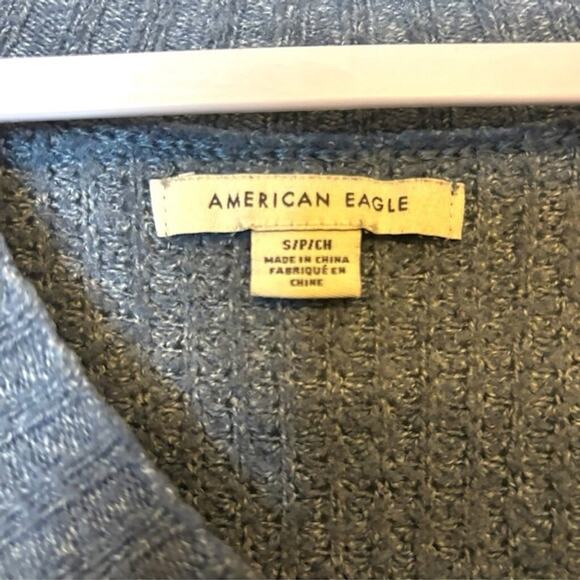 AMERICAN EAGLE
S/P/CH
MADE IN CHINA
FABRIQUÉ EN
CHINE